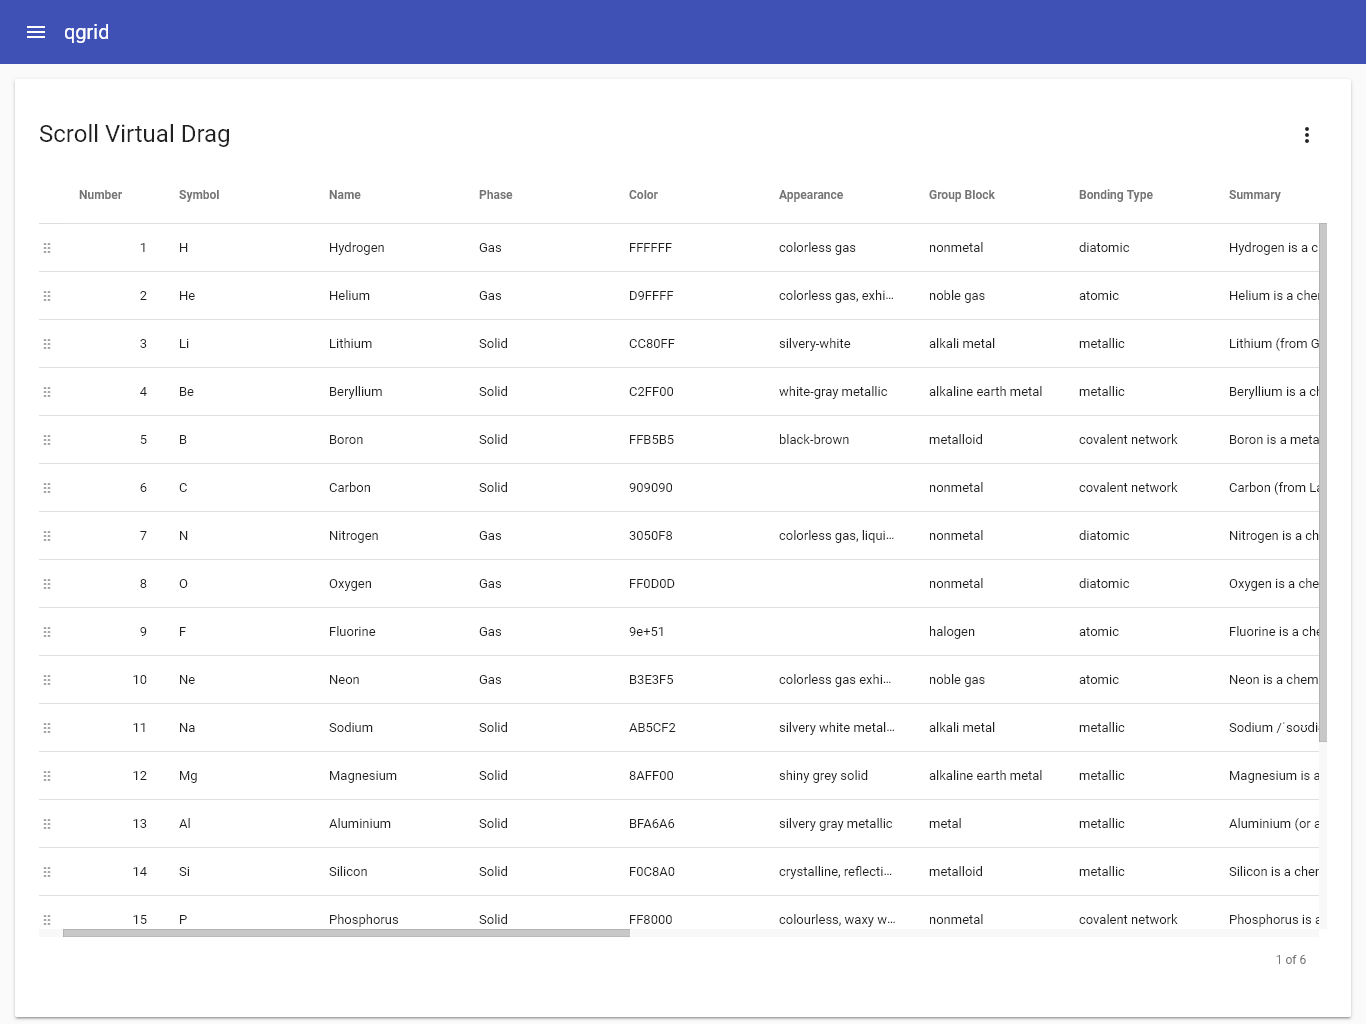 qgrid
Scroll Virtual Drag
Number Symbol Name Phase Color Appearance Group Block Bonding Type Summary
1 H Hydrogen Gas FFFFFF colorless gas nonmetal diatomic Hydrogen is a c
2 He Helium Gas D9FFFF colorless gas, exhi... noble gas atomic Helium is a cher
3 Li Lithium Solid CC80FF silvery-white alkali metal metallic Lithium (from G
4 Be Beryllium Solid C2FF00 white-gray metallic alkaline earth metal metallic Beryllium is a ch
5 B Boron Solid FFB5B5 black-brown metalloid covalent network Boron is a meta
6 C Carbon Solid 909090 nonmetal covalent network Carbon (from La
7 N Nitrogen Gas 3050F8 colorless gas, liqui... nonmetal diatomic Nitrogen is a ch
8 O Oxygen Gas FF0D0D nonmetal diatomic Oxygen is a che
9 F Fluorine Gas 9e+51 halogen atomic Fluorine is a che
10 Ne Neon Gas B3E3F5 colorless gas exhi... noble gas atomic Neon is a chem
11 Na Sodium Solid AB5CF2 silvery white metal... alkali metal metallic Sodium /ˈsoʊdi
12 Mg Magnesium Solid 8AFF00 shiny grey solid alkaline earth metal metallic Magnesium is a
13 Al Aluminium Solid BFA6A6 silvery gray metallic metal metallic Aluminium (or a
14 Si Silicon Solid F0C8A0 crystalline, reflecti... metalloid metallic Silicon is a cher
15 P Phosphorus Solid FF8000 colourless, waxy w... nonmetal covalent network Phosphorus is a
1 of 6